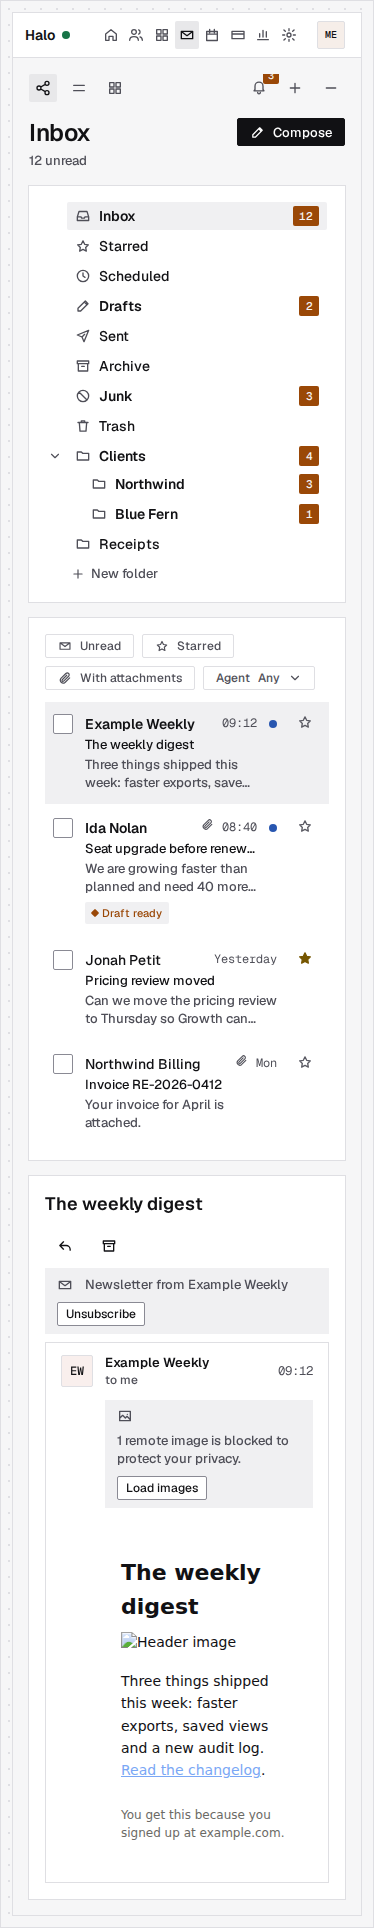 Halo
ME
3
Inbox
Compose
12 unread
Inbox 12
Starred
Scheduled
Drafts 2
Sent
Archive
Junk 3
Trash
Clients 4
Northwind 3
Blue Fern 1
Receipts
New folder
Unread Starred
With attachments Agent Any
Example Weekly 09:12
The weekly digest
Three things shipped this
week: faster exports, save…
Ida Nolan 08:40
Seat upgrade before renew…
We are growing faster than
planned and need 40 more…
Draft ready
Jonah Petit Yesterday
Pricing review moved
Can we move the pricing review
to Thursday so Growth can…
Northwind Billing Mon
Invoice RE-2026-0412
Your invoice for April is
attached.
The weekly digest
Newsletter from Example Weekly
Unsubscribe
EW Example Weekly 09:12
to me
1 remote image is blocked to
protect your privacy.
Load images
The weekly
digest
Header image
Three things shipped
this week: faster
exports, saved views
and a new audit log.
Read the changelog.
You get this because you
signed up at example.com.